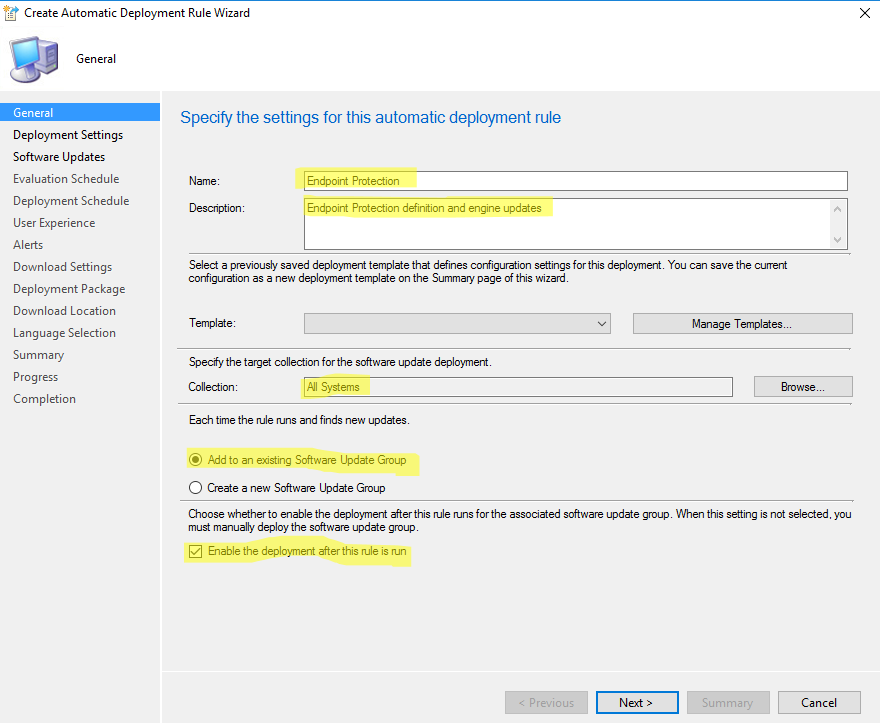 Create Automatic Deployment Rule Wizard
General
General
Deployment Settings
Software Updates
Evaluation Schedule
Deployment Schedule
User Experience
Alerts
Download Settings
Deployment Package
Download Location
Language Selection
Summary
Progress
Completion
Specify the settings for this automatic deployment rule
Name: Endpoint Protection
Description: Endpoint Protection definition and engine updates
Select a previously saved deployment template that defines configuration settings for this deployment. You can save the current
configuration as a new deployment template on the Summary page of this wizard.
Template: Manage Templates...
Specify the target collection for the software update deployment.
Collection: All Systems Browse...
Each time the rule runs and finds new updates.
Add to an existing Software Update Group
Create a new Software Update Group
Choose whether to enable the deployment after this rule runs for the associated software update group. When this setting is not selected, you
must manually deploy the software update group.
Enable the deployment after this rule is run
< Previous Next > Summary Cancel